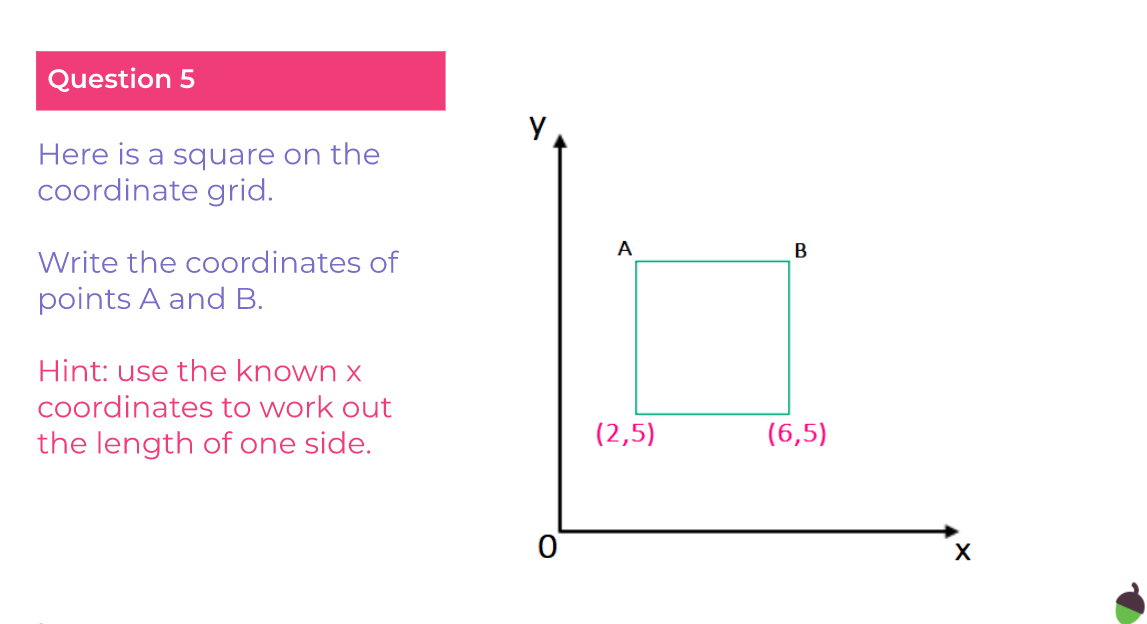 Question 5
Here is a square on the
coordinate grid.
Write the coordinates of
points A and B.
Hint: use the known x
coordinates to work out
the length of one side.
y
A
B
(2,5)
(6,5)
0
x